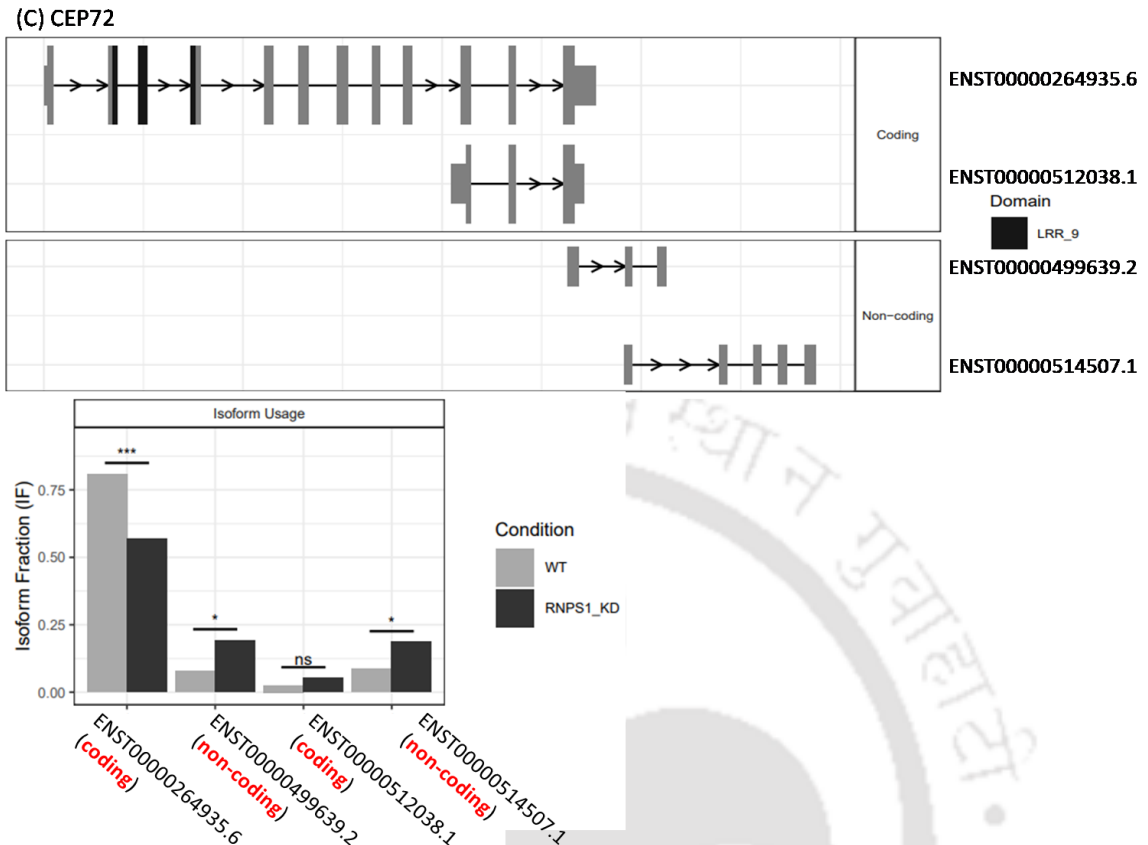 (C) CEP72
ENST00000264935.6
Coding
ENST00000512038.1
Domain
LRR_9
ENST00000499639.2
Non-coding
ENST00000514507.1
Isoform Usage
***
*
ns
*
Isoform Fraction (IF)
0.75
0.50
0.25
0.00
Condition
WT
RNPS1_KD
ENST00000264935.6
(coding)
ENST00000499639.2
(non-coding)
ENST00000512038.1
(coding)
ENST00000514507.1
(non-coding)
गुवाहाटी